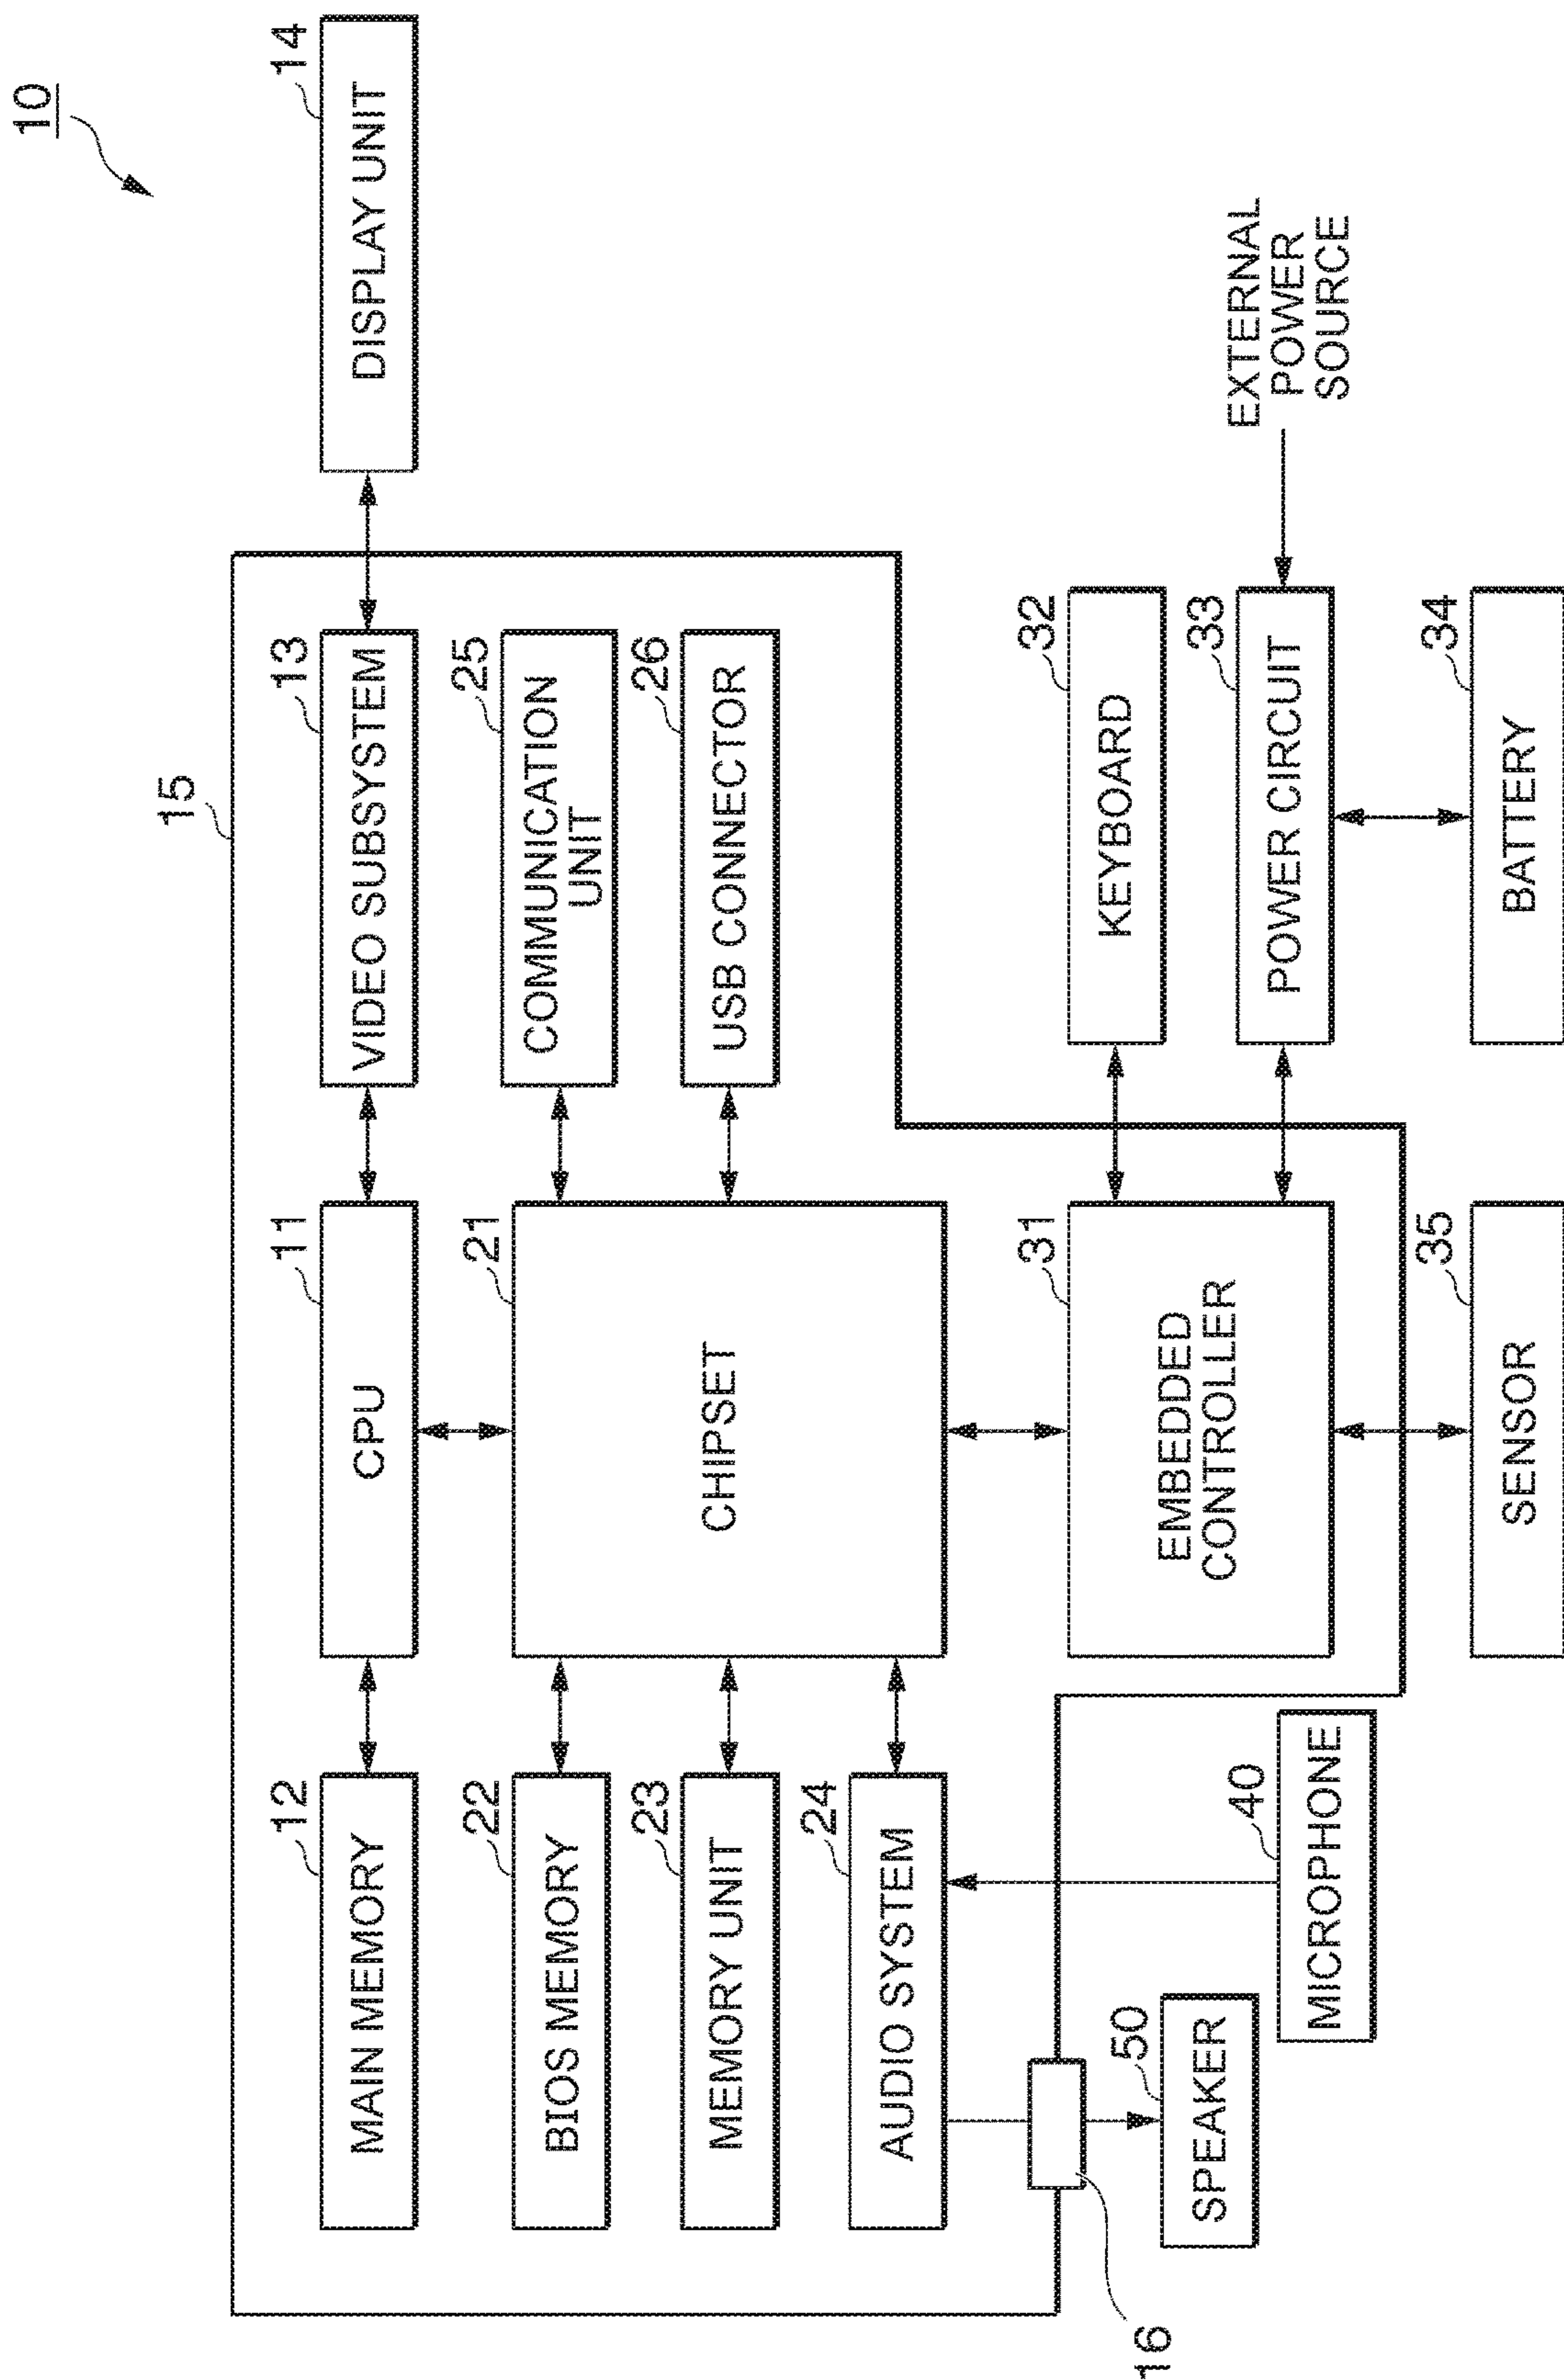 10
15
12
MAIN MEMORY
11
CPU
13
VIDEO SUBSYSTEM
14
DISPLAY UNIT
22
BIOS MEMORY
21
CHIPSET
25
COMMUNICATION
UNIT
23
MEMORY UNIT
26
USB CONNECTOR
24
AUDIO SYSTEM
16
50
SPEAKER
40
MICROPHONE
31
EMBEDDED
CONTROLLER
32
KEYBOARD
33
POWER CIRCUIT
EXTERNAL
POWER
SOURCE
35
SENSOR
34
BATTERY